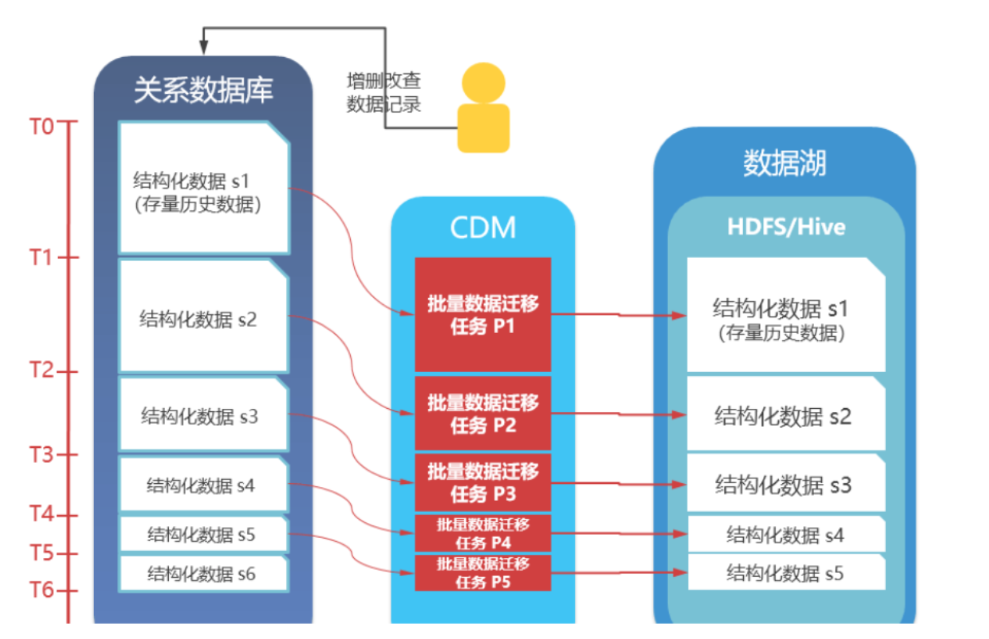 增删改查
数据记录
关系数据库
T0
结构化数据 s1
(存量历史数据)
T1
结构化数据 s2
T2
结构化数据 s3
T3
结构化数据 s4
T4
结构化数据 s5
T5
结构化数据 s6
T6
CDM
批量数据迁移
任务 P1
批量数据迁移
任务 P2
批量数据迁移
任务 P3
批量数据迁移
任务 P4
批量数据迁移
任务 P5
数据湖
HDFS/Hive
结构化数据 s1
(存量历史数据)
结构化数据 s2
结构化数据 s3
结构化数据 s4
结构化数据 s5